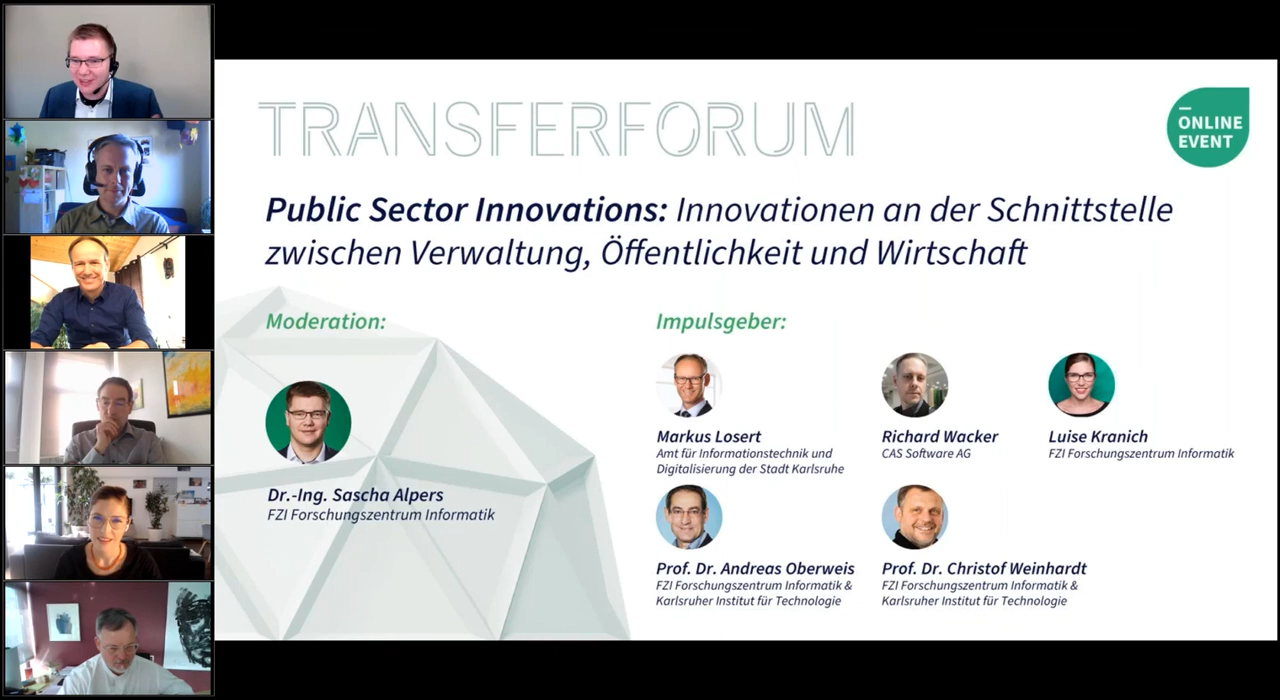 TRANSFERFORUM
ONLINE
EVENT
Public Sector Innovations: Innovationen an der Schnittstelle
zwischen Verwaltung, Öffentlichkeit und Wirtschaft
Moderation:
Dr.-Ing. Sascha Alpers
FZI Forschungszentrum Informatik
Impulsgeber:
Markus Losert
Amt für Informationstechnik und
Digitalisierung der Stadt Karlsruhe
Richard Wacker
CAS Software AG
Luise Kranich
FZI Forschungszentrum Informatik
Prof. Dr. Andreas Oberweis
FZI Forschungszentrum Informatik &
Karlsruher Institut für Technologie
Prof. Dr. Christof Weinhardt
FZI Forschungszentrum Informatik &
Karlsruher Institut für Technologie